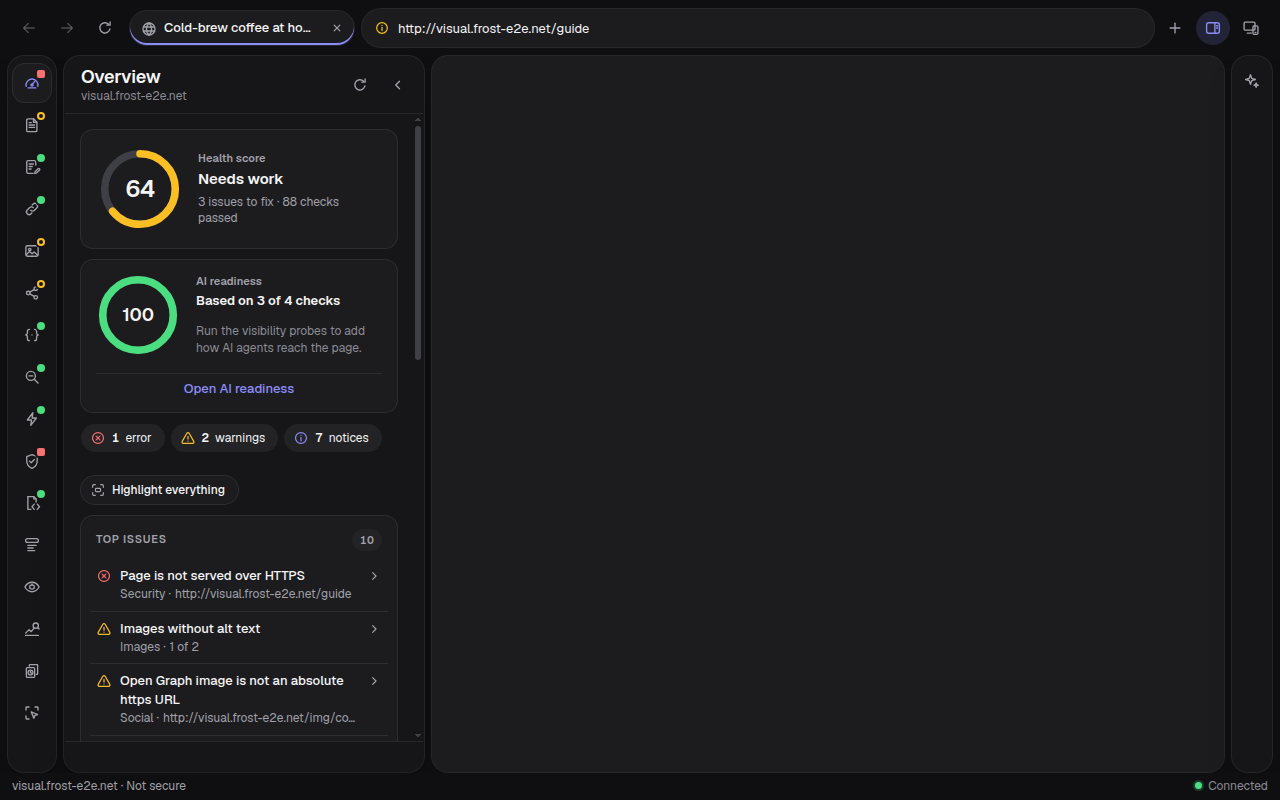 Cold-brew coffee at ho...
http://visual.frost-e2e.net/guide
Overview
visual.frost-e2e.net
64
Health score
Needs work
3 issues to fix · 88 checks
passed
100
AI readiness
Based on 3 of 4 checks
Run the visibility probes to add
how AI agents reach the page.
Open AI readiness
1 error
2 warnings
7 notices
Highlight everything
TOP ISSUES
10
Page is not served over HTTPS
Security · http://visual.frost-e2e.net/guide
Images without alt text
Images · 1 of 2
Open Graph image is not an absolute
https URL
Social · http://visual.frost-e2e.net/img/co...
visual.frost-e2e.net · Not secure
Connected